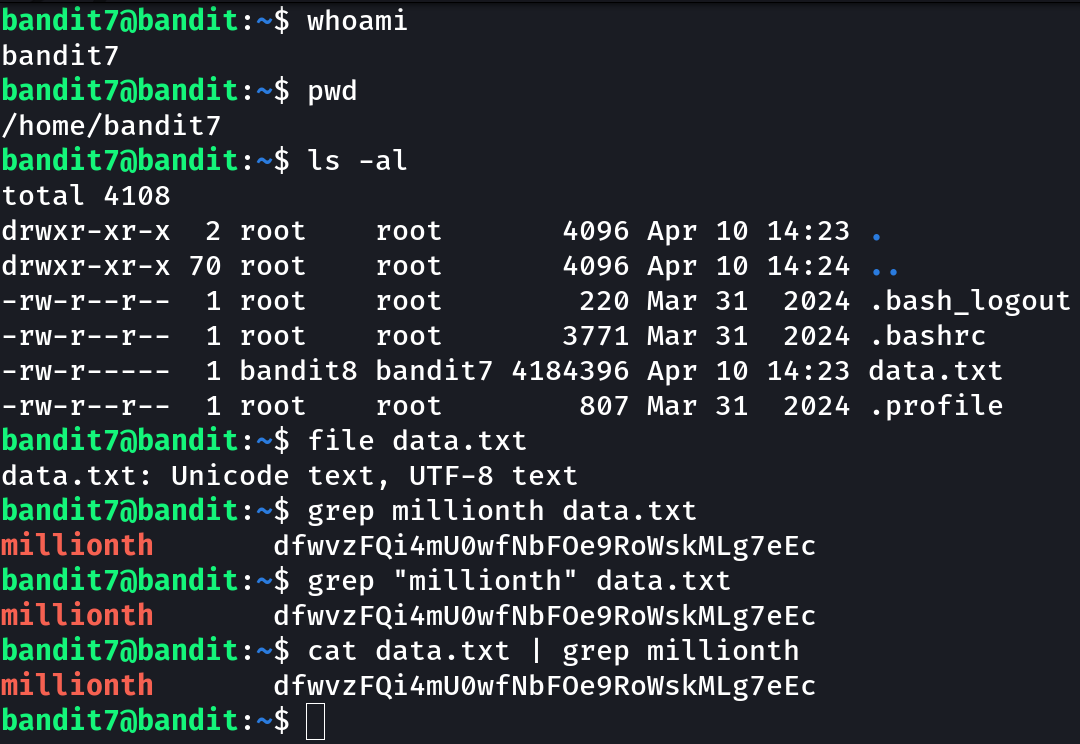 bandit7@bandit:~$ whoami
bandit7
bandit7@bandit:~$ pwd
/home/bandit7
bandit7@bandit:~$ ls -al
total 4108
drwxr-xr-x  2 root    root       4096 Apr 10 14:23 .
drwxr-xr-x 70 root    root       4096 Apr 10 14:24 ..
-rw-r--r--  1 root    root        220 Mar 31  2024 .bash_logout
-rw-r--r--  1 root    root       3771 Mar 31  2024 .bashrc
-rw-r-----  1 bandit8 bandit7 4184396 Apr 10 14:23 data.txt
-rw-r--r--  1 root    root        807 Mar 31  2024 .profile
bandit7@bandit:~$ file data.txt
data.txt: Unicode text, UTF-8 text
bandit7@bandit:~$ grep millionth data.txt
millionth       dfwvzFQi4mU0wfNbFOe9RoWskMLg7eEc
bandit7@bandit:~$ grep "millionth" data.txt
millionth       dfwvzFQi4mU0wfNbFOe9RoWskMLg7eEc
bandit7@bandit:~$ cat data.txt | grep millionth
millionth       dfwvzFQi4mU0wfNbFOe9RoWskMLg7eEc
bandit7@bandit:~$